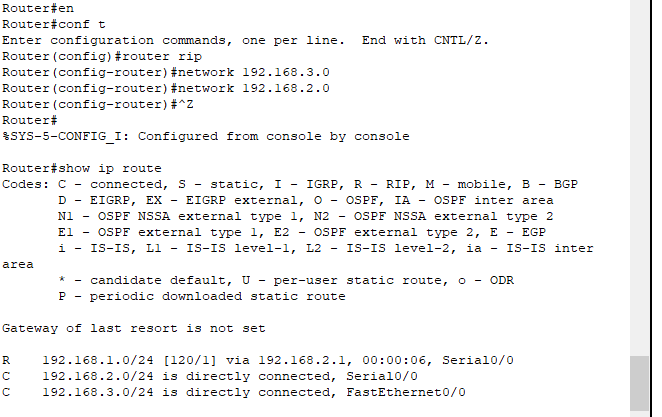 Router#en
Router#conf t
Enter configuration commands, one per line.  End with CNTL/Z.
Router(config)#router rip
Router(config-router)#network 192.168.3.0
Router(config-router)#network 192.168.2.0
Router(config-router)#^Z
Router#
%SYS-5-CONFIG_I: Configured from console by console

Router#show ip route
Codes: C - connected, S - static, I - IGRP, R - RIP, M - mobile, B - BGP
       D - EIGRP, EX - EIGRP external, O - OSPF, IA - OSPF inter area
       N1 - OSPF NSSA external type 1, N2 - OSPF NSSA external type 2
       E1 - OSPF external type 1, E2 - OSPF external type 2, E - EGP
       i - IS-IS, L1 - IS-IS level-1, L2 - IS-IS level-2, ia - IS-IS inter
area
       * - candidate default, U - per-user static route, o - ODR
       P - periodic downloaded static route

Gateway of last resort is not set

R    192.168.1.0/24 [120/1] via 192.168.2.1, 00:00:06, Serial0/0
C    192.168.2.0/24 is directly connected, Serial0/0
C    192.168.3.0/24 is directly connected, FastEthernet0/0